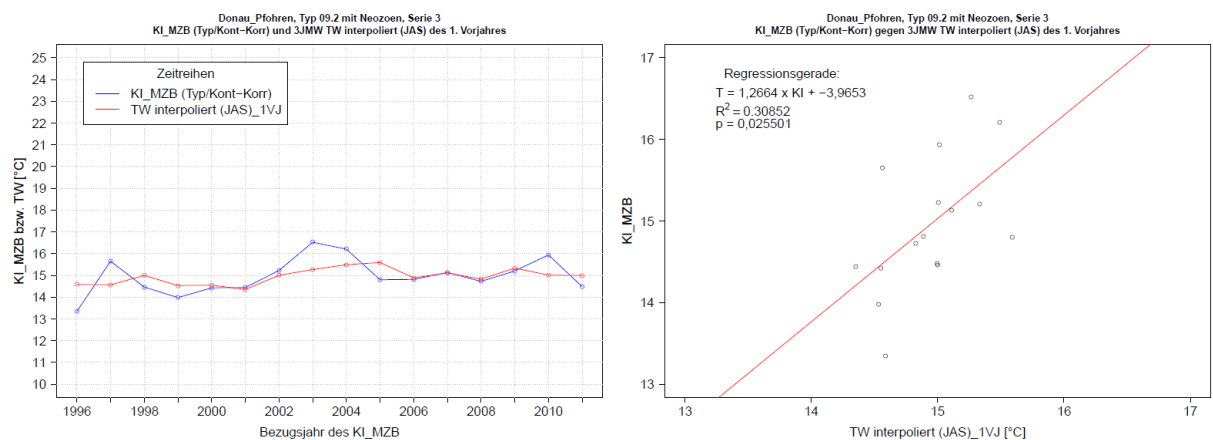 Donau_Pfohren, Typ 09.2 mit Neozoen, Serie 3
KI_MZB (Typ/Kont−Korr) und 3JMW TW interpoliert (JAS) des 1. Vorjahres
KI_MZB bzw. TW [°C]
25
24
23
22
21
20
19
18
17
16
15
14
13
12
11
10
Zeitreihen
KI_MZB (Typ/Kont−Korr)
TW interpoliert (JAS)_1VJ
1996 1998 2000 2002 2004 2006 2008 2010
Bezugsjahr des KI_MZB
Donau_Pfohren, Typ 09.2 mit Neozoen, Serie 3
KI_MZB (Typ/Kont−Korr) gegen 3JMW TW interpoliert (JAS) des 1. Vorjahres
KI_MZB
17
16
15
14
13
Regressionsgerade:
T = 1,2664 x KI + −3,9653
R² = 0.30852
p = 0,025501
13 14 15 16 17
TW interpoliert (JAS)_1VJ [°C]